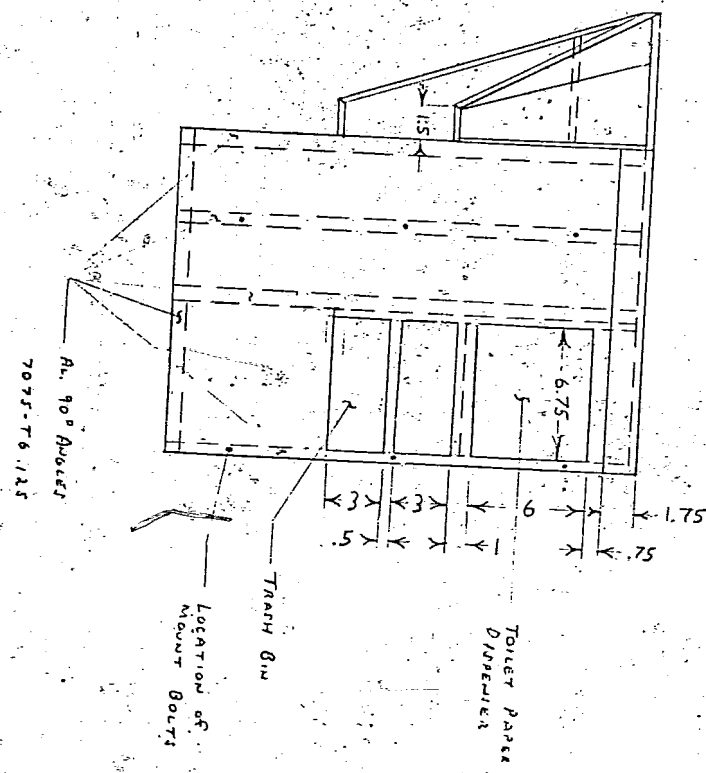 1.5
6.75
3
3
6
1.75
.5
1
.75
AL. 90° ANGLES
7075-T6 .125
TRASH BIN
LOCATION OF
MOUNT BOLTS
TOILET PAPER
DISPENSER